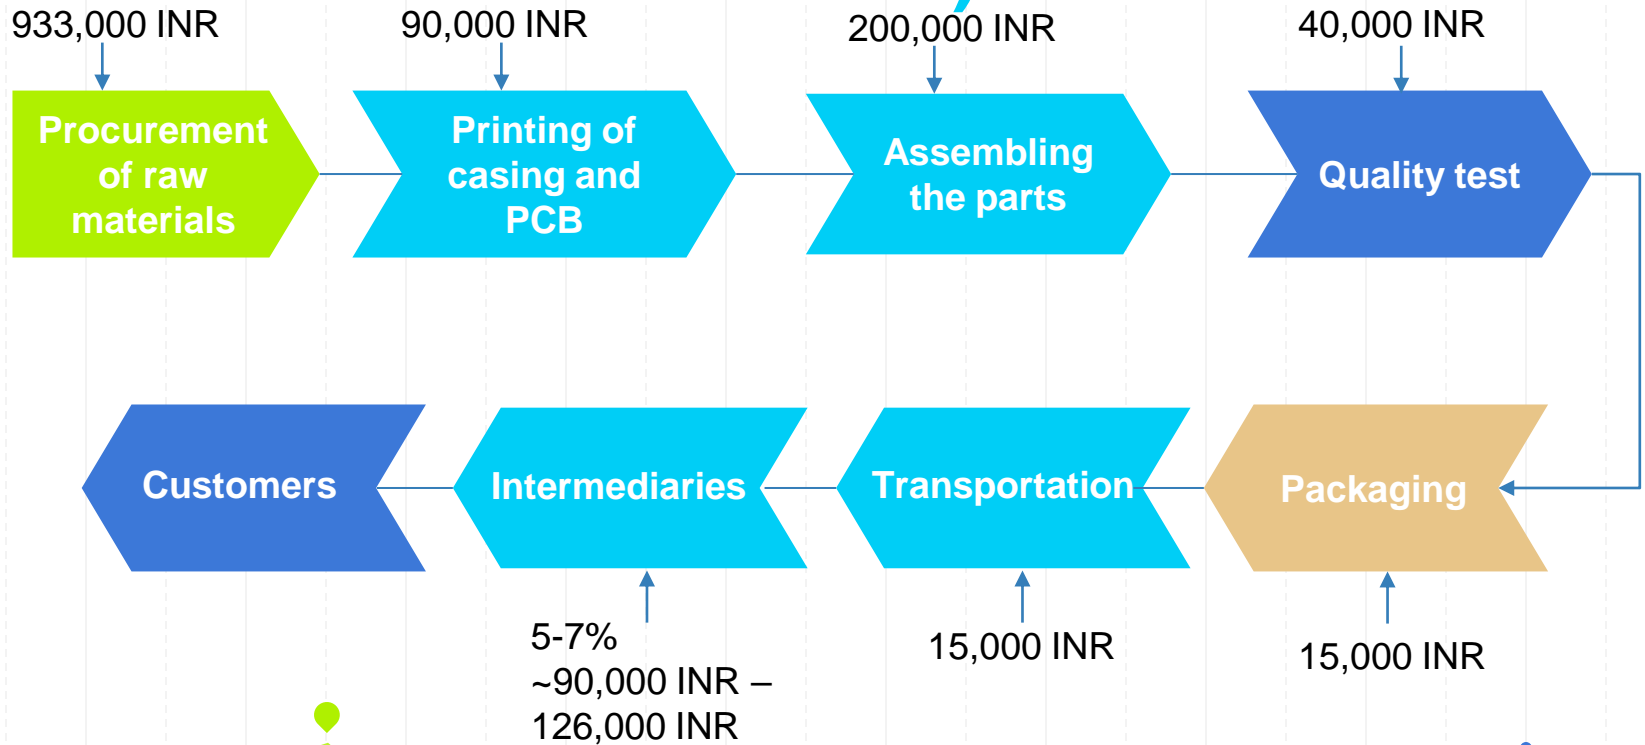 933,000 INR
90,000 INR
200,000 INR
40,000 INR
Procurement
of raw
materials
Printing of
casing and
PCB
Assembling
the parts
Quality test
Customers
Intermediaries
Transportation
Packaging
5-7%
~90,000 INR –
126,000 INR
15,000 INR
15,000 INR